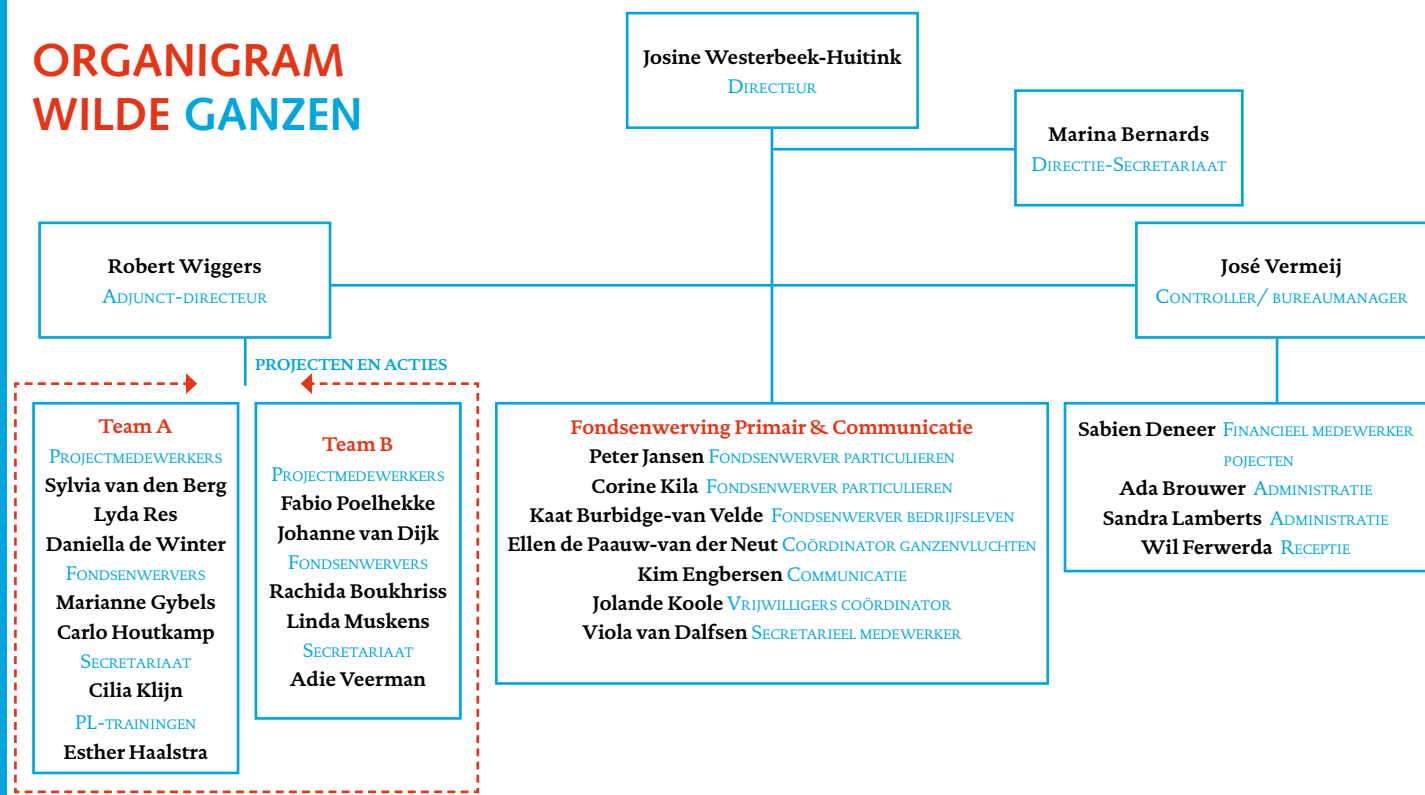 ORGANIGRAM
WILDE GANZEN
Josine Westerbeek-Huitink
Directeur
Marina Bernards
Directie-Secretariaat
Robert Wiggers
Adjunct-directeur
José Vermeij
Controller/ bureaumanager
PROJECTEN EN ACTIES
Team A
Projectmedewerkers
Sylvia van den Berg
Lyda Res
Daniella de Winter
Fondsenwervers
Marianne Gybels
Carlo Houtkamp
Secretariaat
Cilia Klijn
PL-trainingen
Esther Haalstra
Team B
Projectmedewerkers
Fabio Poelhekke
Johanne van Dijk
Fondsenwervers
Rachida Boukhriss
Linda Muskens
Secretariaat
Adie Veerman
Fondsenwerving Primair & Communicatie
Peter Jansen Fondsenwerver particulieren
Corine Kila Fondsenwerver particulieren
Kaat Burbidge-van Velde Fondsenwerver bedrijfsleven
Ellen de Paauw-van der Neut Coördinator ganzenvluchten
Kim Engbersen Communicatie
Jolande Koole Vrijwilligers coördinator
Viola van Dalfsen Secretarieel medewerker
Sabien Deneer Financieel medewerker
pojecten
Ada Brouwer Administratie
Sandra Lamberts Administratie
Wil Ferwerda Receptie